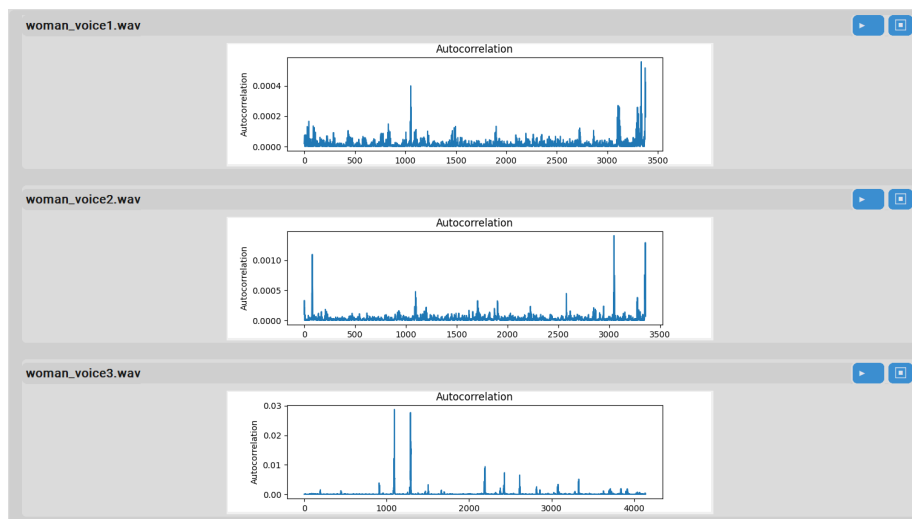 woman_voice1.wav
Autocorrelation
Autocorrelation
0.0004
0.0002
0.0000
0 500 1000 1500 2000 2500 3000 3500
woman_voice2.wav
Autocorrelation
Autocorrelation
0.0010
0.0005
0.0000
0 500 1000 1500 2000 2500 3000 3500
woman_voice3.wav
Autocorrelation
Autocorrelation
0.03
0.02
0.01
0.00
0 1000 2000 3000 4000